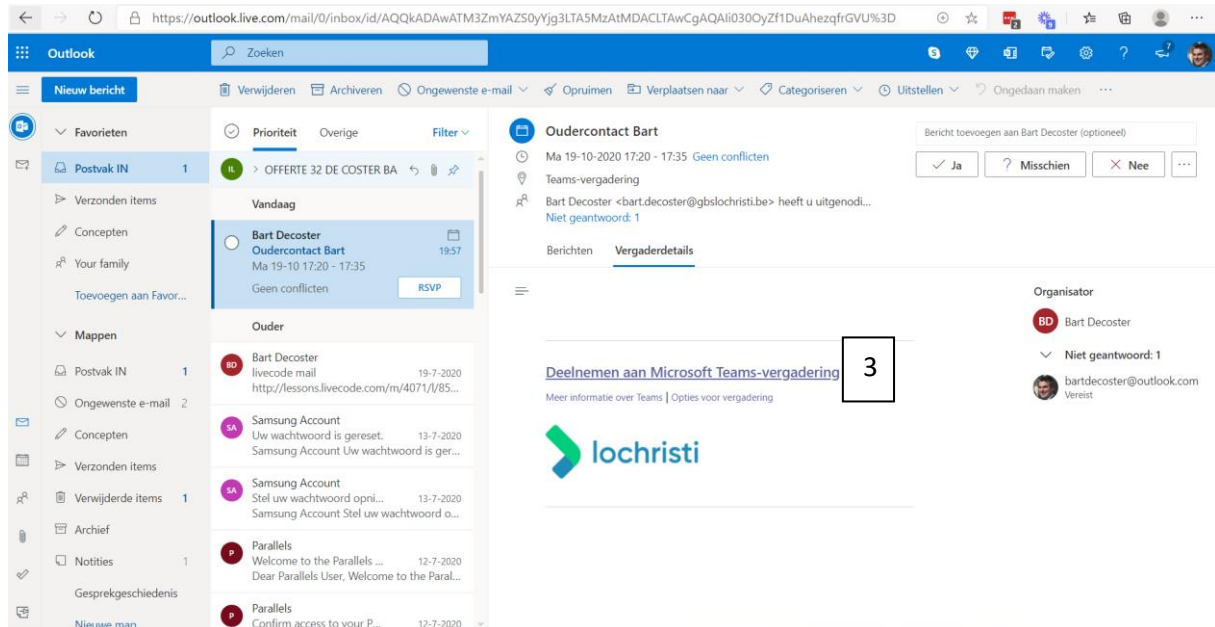 https://outlook.live.com/mail/0/inbox/id/AQQkADAwATM3ZmYAZS0yYjg3LTA5MzAtMDACLTAwCgAQALi030OyZf1DuAhezqfrGVU%3D
2
9
Outlook
Zoeken
7
Nieuw bericht
Verwijderen Archiveren Ongewenste e-mail Opruimen Verplaatsen naar Categoriseren Uitstellen Ongedaan maken
Favorieten
Postvak IN 1
Verzonden items
Concepten
Your family
Toevoegen aan Favor...
Mappen
Postvak IN 1
Ongewenste e-mail 2
Concepten
Verzonden items
Verwijderde items 1
Archief
Notities 1
Gesprekgeschiedenis
Nieuwe map
Prioriteit Overige Filter
IL > OFFERTE 32 DE COSTER BA
Vandaag
Bart Decoster
Oudercontact Bart 19:57
Ma 19-10 17:20 - 17:35
Geen conflicten RSVP
Ouder
BD Bart Decoster
livecode mail 19-7-2020
http://lessons.livecode.com/m/4071/l/85...
SA Samsung Account
Uw wachtwoord is gereset. 13-7-2020
Samsung Account Uw wachtwoord is ger...
SA Samsung Account
Stel uw wachtwoord opni... 13-7-2020
Samsung Account Stel uw wachtwoord o...
P Parallels
Welcome to the Parallels ... 12-7-2020
Dear Parallels User, Welcome to the Paral...
P Parallels
Confirm access to your P... 12-7-2020
Oudercontact Bart
Ma 19-10-2020 17:20 - 17:35 Geen conflicten
Teams-vergadering
Bart Decoster <bart.decoster@gbslochristi.be> heeft u uitgenodi...
Niet geantwoord: 1
Bericht toevoegen aan Bart Decoster (optioneel)
Ja ? Misschien Nee ...
Berichten Vergaderdetails
Deelnemen aan Microsoft Teams-vergadering
3
Meer informatie over Teams | Opties voor vergadering
lochristi
Organisator
BD Bart Decoster
Niet geantwoord: 1
bartdecoster@outlook.com
Vereist